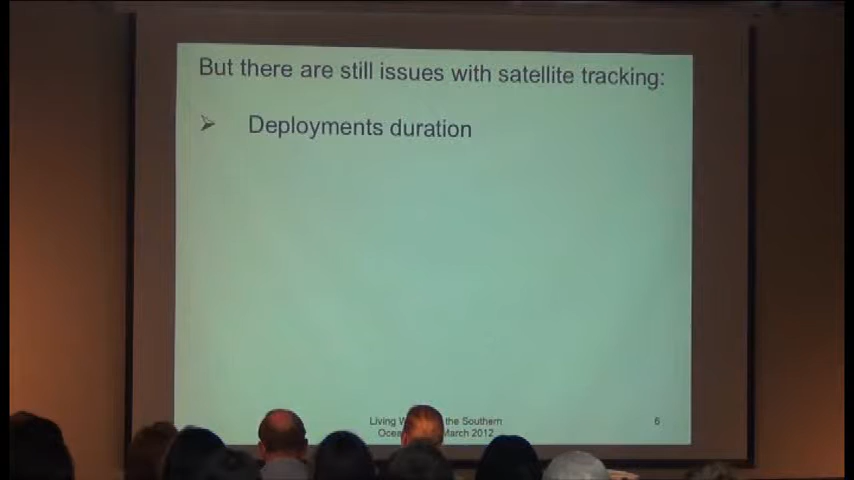 But there are still issues with satellite tracking:
➢ Deployments duration
Living the Southern
March 2012
6